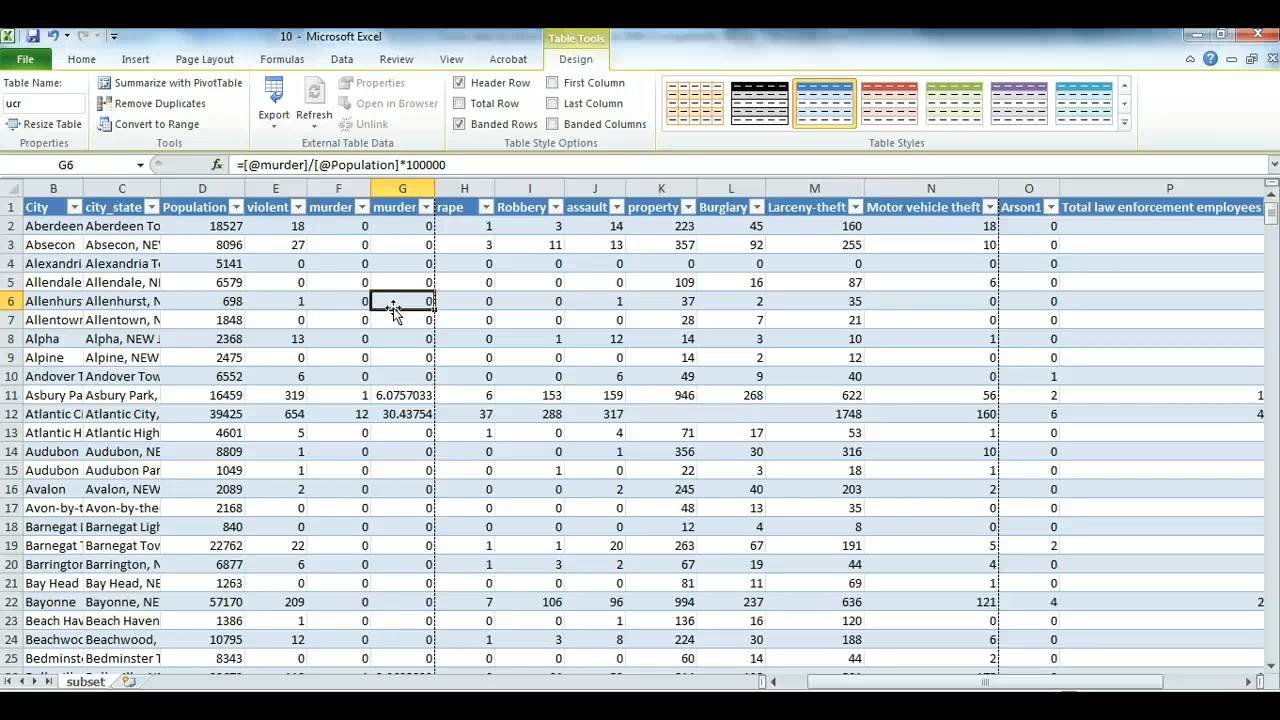 10 - Microsoft Excel
Table Tools
File Home Insert Page Layout Formulas Data Review View Acrobat Design
Table Name:
ucr
Resize Table
Properties
Summarize with PivotTable
Remove Duplicates
Convert to Range
Tools
Export
Refresh
Properties
Open in Browser
Unlink
External Table Data
Header Row
Total Row
Banded Rows
First Column
Last Column
Banded Columns
Table Style Options
Table Styles
G6 fx =[@murder]/[@Population]*100000
B C D E F G H I J K L M N O P
1 City city_state Population violent murder murder rape Robbery assault property Burglary Larceny-theft Motor vehicle theft Arson1 Total law enforcement employees
2 Aberdeen Aberdeen To 18527 18 0 0 1 3 14 223 45 160 18 0
3 Absecon Absecon, NE 8096 27 0 0 3 11 13 357 92 255 10 0
4 Alexandri Alexandria T 5141 0 0 0 0 0 0 0 0 0 0 0
5 Allendale Allendale, N 6579 0 0 0 0 0 0 109 16 87 6 0
6 Allenhurs Allenhurst, N 698 1 0 0 0 0 1 37 2 35 0 0
7 Allentown Allentown, N 1848 0 0 0 0 0 0 28 7 21 0 0
8 Alpha Alpha, NEW J 2368 13 0 0 0 1 12 14 3 10 1 0
9 Alpine Alpine, NEW 2475 0 0 0 0 0 0 14 2 12 0 0
10 Andover T Andover Tow 6552 6 0 0 0 0 6 49 9 40 0 1
11 Asbury Pa Asbury Park, 16459 319 1 6.0757033 6 153 159 946 268 622 56 2 1
12 Atlantic Ci Atlantic City, 39425 654 12 30.43754 37 288 317 1748 160 6 4
13 Atlantic H Atlantic High 4601 5 0 0 1 0 4 71 17 53 1 0
14 Audubon Audubon, NE 8809 1 0 0 0 0 1 356 30 316 10 0
15 Audubon Audubon Par 1049 1 0 0 0 1 0 22 3 18 1 0
16 Avalon Avalon, NEW 2089 2 0 0 0 0 2 245 40 203 2 0
17 Avon-by-t Avon-by-the 2168 0 0 0 0 0 0 48 13 35 0 0
18 Barnegat L Barnegat Ligh 840 0 0 0 0 0 0 12 4 8 0 0
19 Barnegat T Barnegat Tow 22762 22 0 0 1 1 20 263 67 191 5 2
20 Barrington Barrington, N 6877 6 0 0 1 3 2 67 19 44 4 0
21 Bay Head Bay Head, NE 1263 0 0 0 0 0 0 81 11 69 1 0
22 Bayonne Bayonne, NE 57170 209 0 0 7 106 96 994 237 636 121 4 2
23 Beach Hav Beach Haven 1386 1 0 0 0 0 1 136 16 120 0 0
24 Beachwoo Beachwood, 10795 12 0 0 1 3 8 224 30 188 6 0
25 Bedminste Bedminster T 8343 0 0 0 0 0 0 60 14 44 2 0
subset